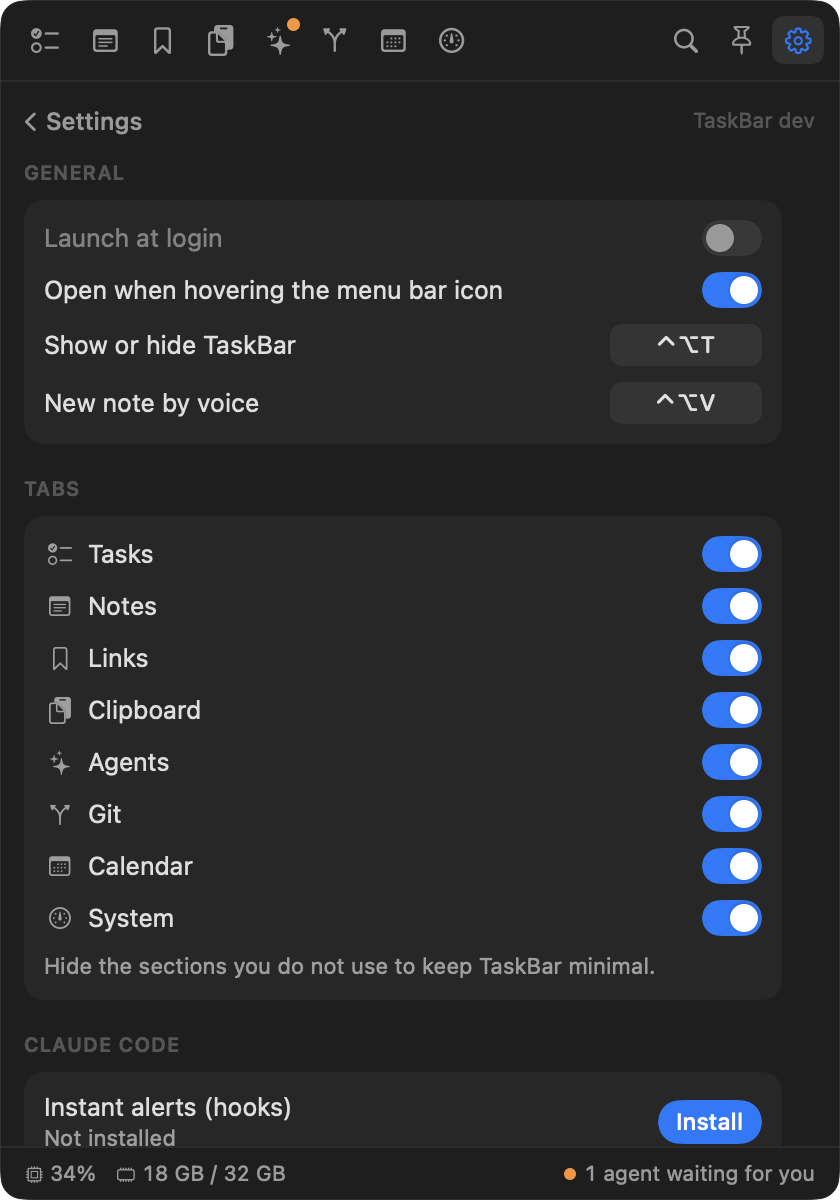 Settings
TaskBar dev
GENERAL
Launch at login
Open when hovering the menu bar icon
Show or hide TaskBar ⌃⌥T
New note by voice ⌃⌥V
TABS
Tasks
Notes
Links
Clipboard
Agents
Git
Calendar
System
Hide the sections you do not use to keep TaskBar minimal.
CLAUDE CODE
Instant alerts (hooks)
Not installed
Install
34% 18 GB / 32 GB 1 agent waiting for you